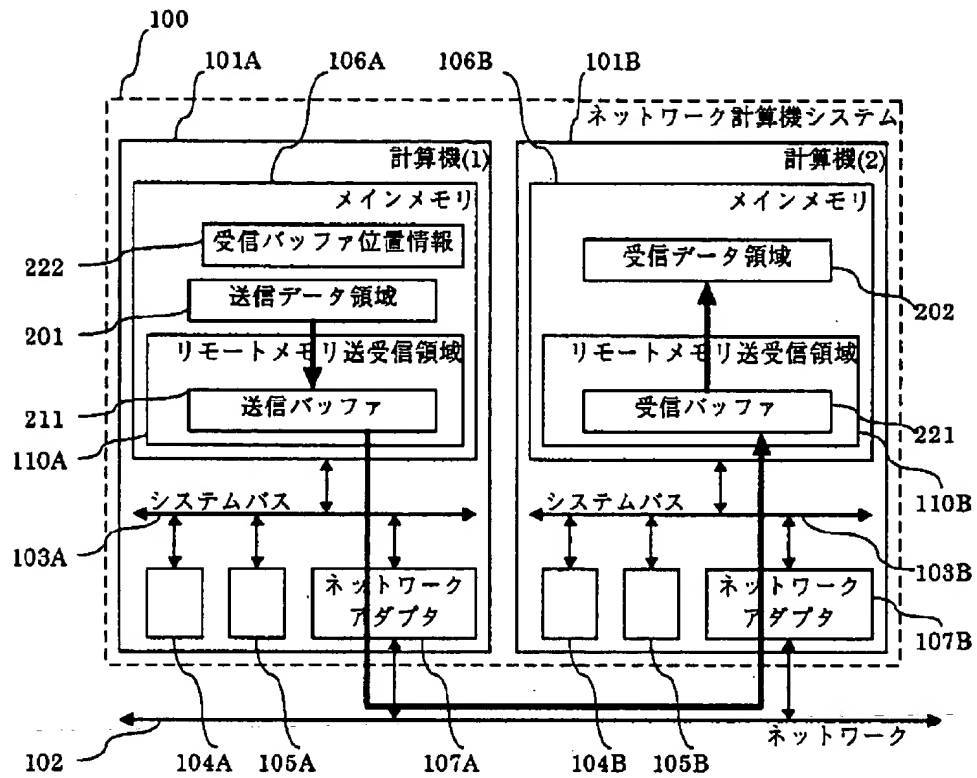 100
101A
106A
106B
101B
ネットワーク計算機システム
計算機(1)
計算機(2)
メインメモリ
メインメモリ
222
受信バッファ位置情報
受信データ領域
201
送信データ領域
202
リモートメモリ送受信領域
リモートメモリ送受信領域
211
送信バッファ
受信バッファ
221
110A
110B
システムバス
システムバス
103A
103B
ネットワーク
アダプタ
ネットワーク
アダプタ
107B
102
104A
105A
107A
104B
105B
ネットワーク